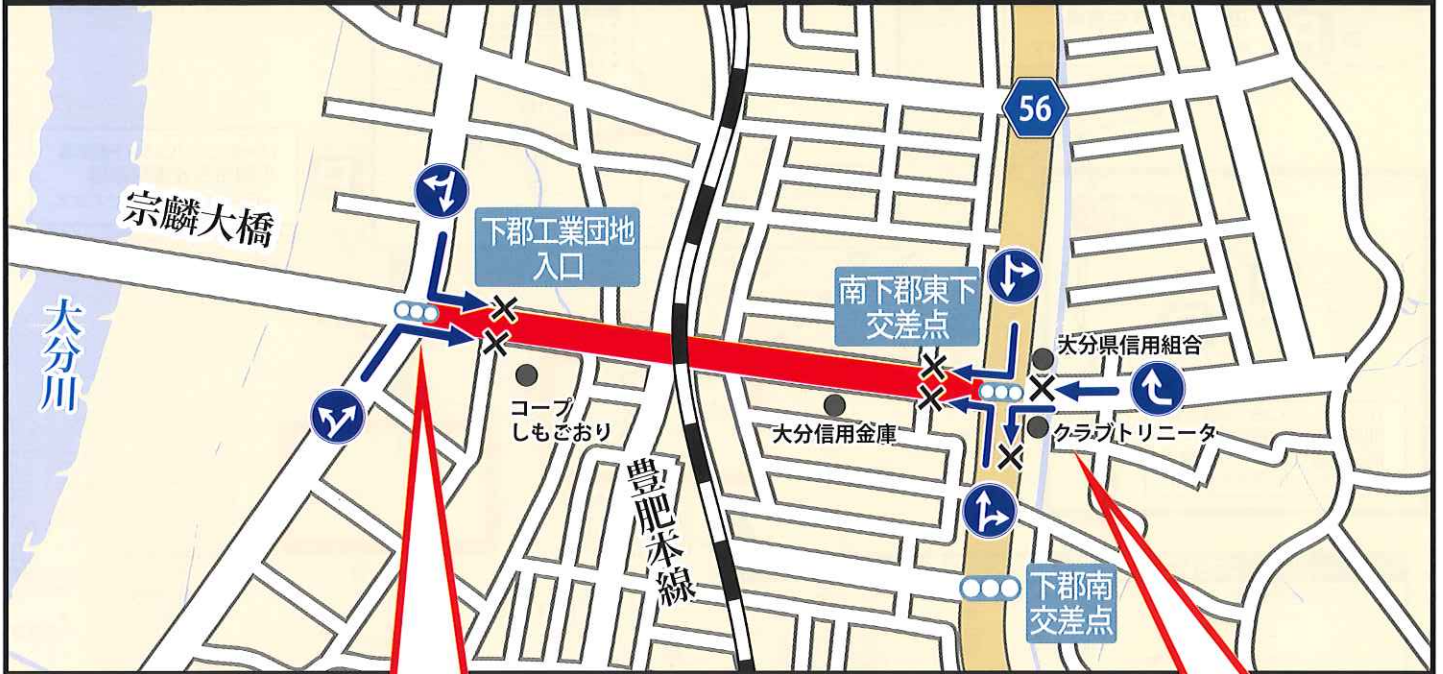 56
宗麟大橋
下郡工業団地
入口
南下郡東下
交差点
大分川
大分県信用組合
コープ
しもごおり
大分信用金庫
クラブトリニータ
豊肥本線
下郡南
交差点